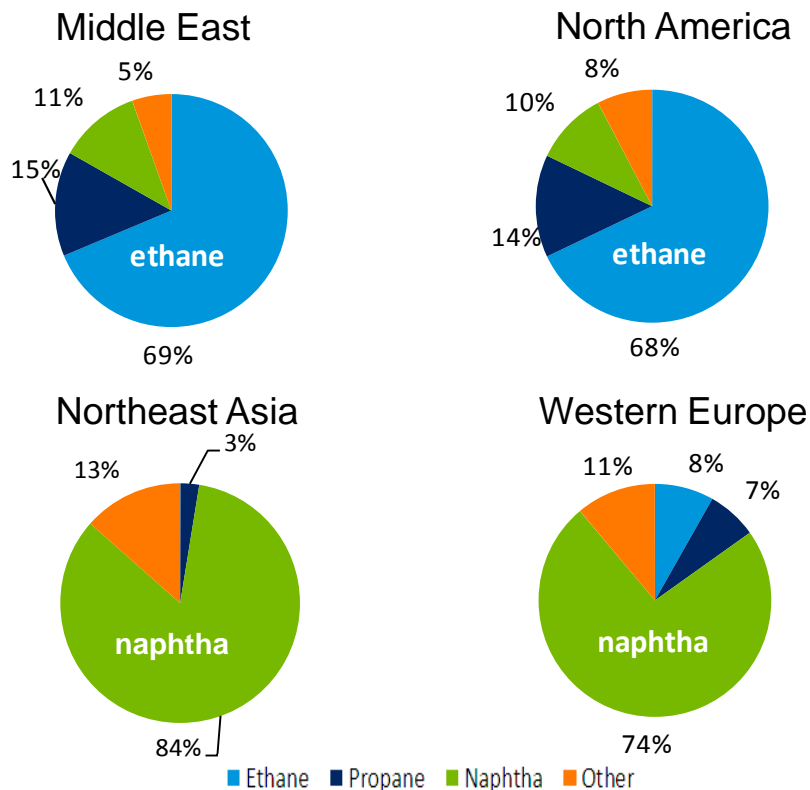 Middle East
5%
11%
15%
ethane
69%
North America
8%
10%
14%
ethane
68%
Northeast Asia
3%
13%
naphtha
84%
Western Europe
11%
8%
7%
naphtha
74%
Ethane Propane Naphtha Other